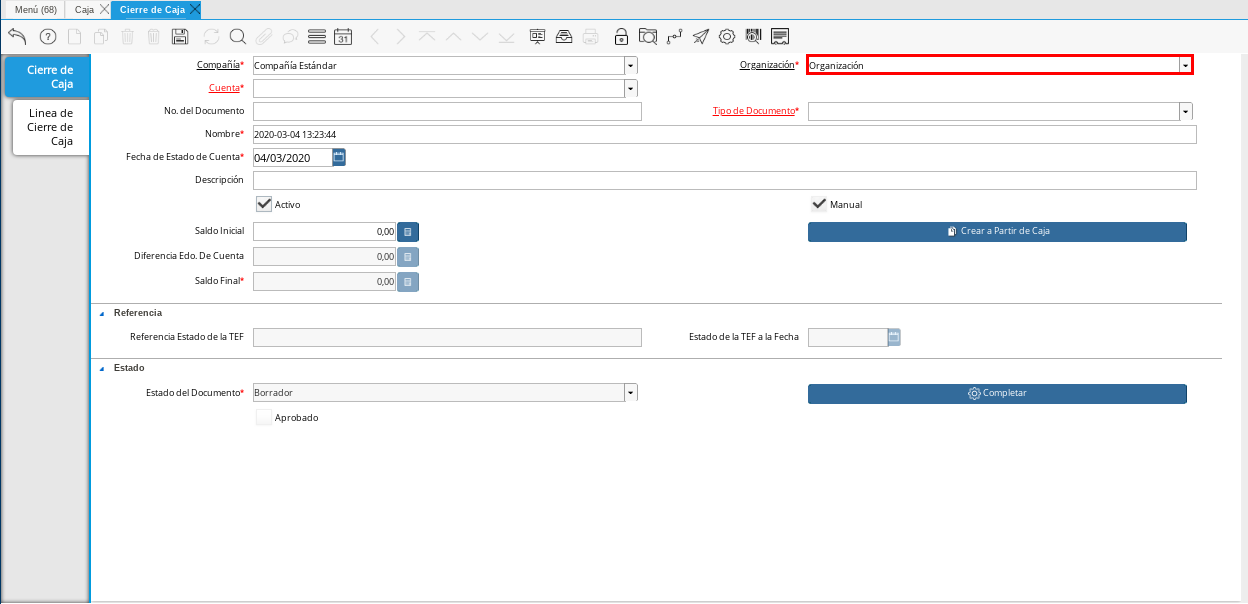 Menú (68) Caja Cierre de Caja
31
Cierre de
Caja
Linea de
Cierre de
Caja
Compañía* Compañía Estándar Organización* Organización
Cuenta*
No. del Documento Tipo de Documento*
Nombre* 2020-03-04 13:23:44
Fecha de Estado de Cuenta* 04/03/2020
Descripción
Activo Manual
Saldo Inicial 0,00 Crear a Partir de Caja
Diferencia Edo. De Cuenta 0,00
Saldo Final* 0,00
Referencia
Referencia Estado de la TEF Estado de la TEF a la Fecha
Estado
Estado del Documento* Borrador Completar
Aprobado